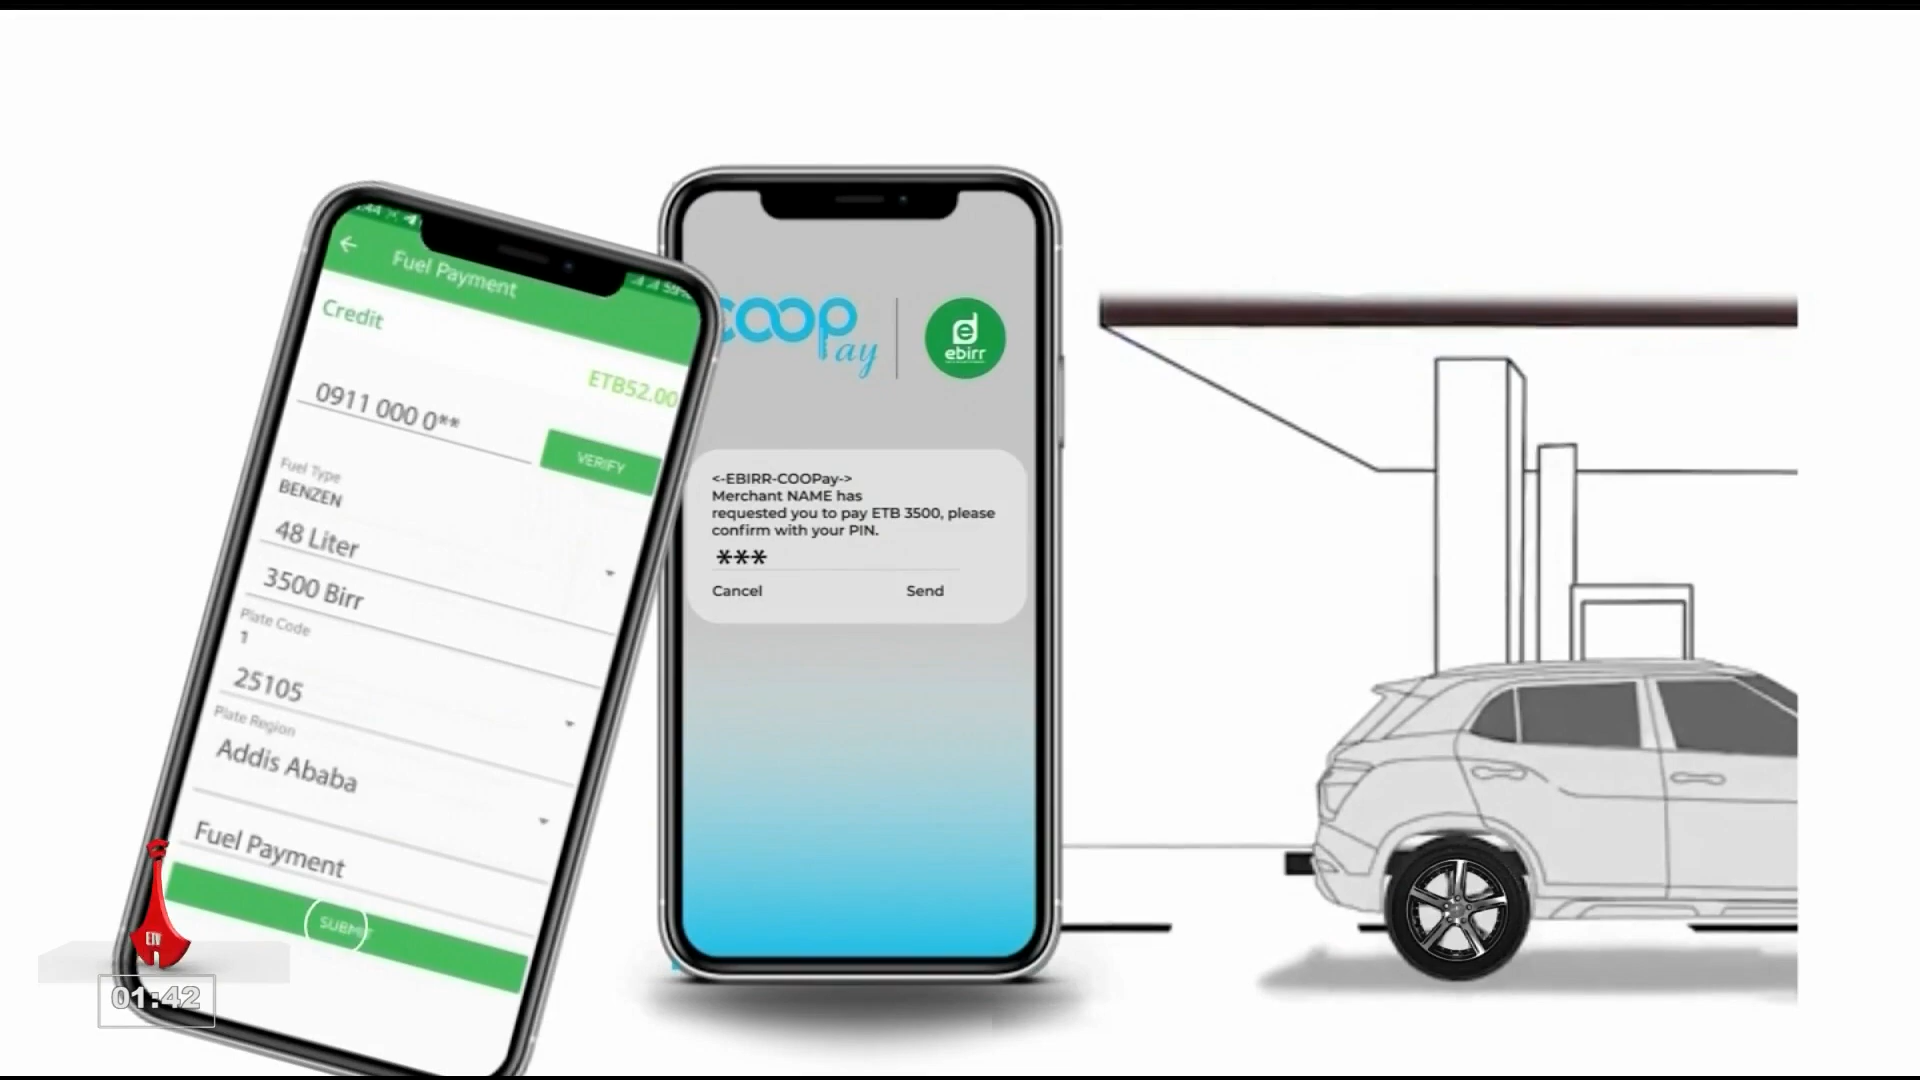 Fuel Payment
Credit
ETB52.00
0911 000 0**
VERIFY
Fuel Type
BENZEN
48 Liter
3500 Birr
Plate Code
1
25105
Plate Region
Addis Ababa
Fuel Payment
SUBMIT
coopay
ebirr
<-EBIRR-COOPay->
Merchant NAME has
requested you to pay ETB 3500, please
confirm with your PIN.
***
Cancel
Send
ETV
01:42